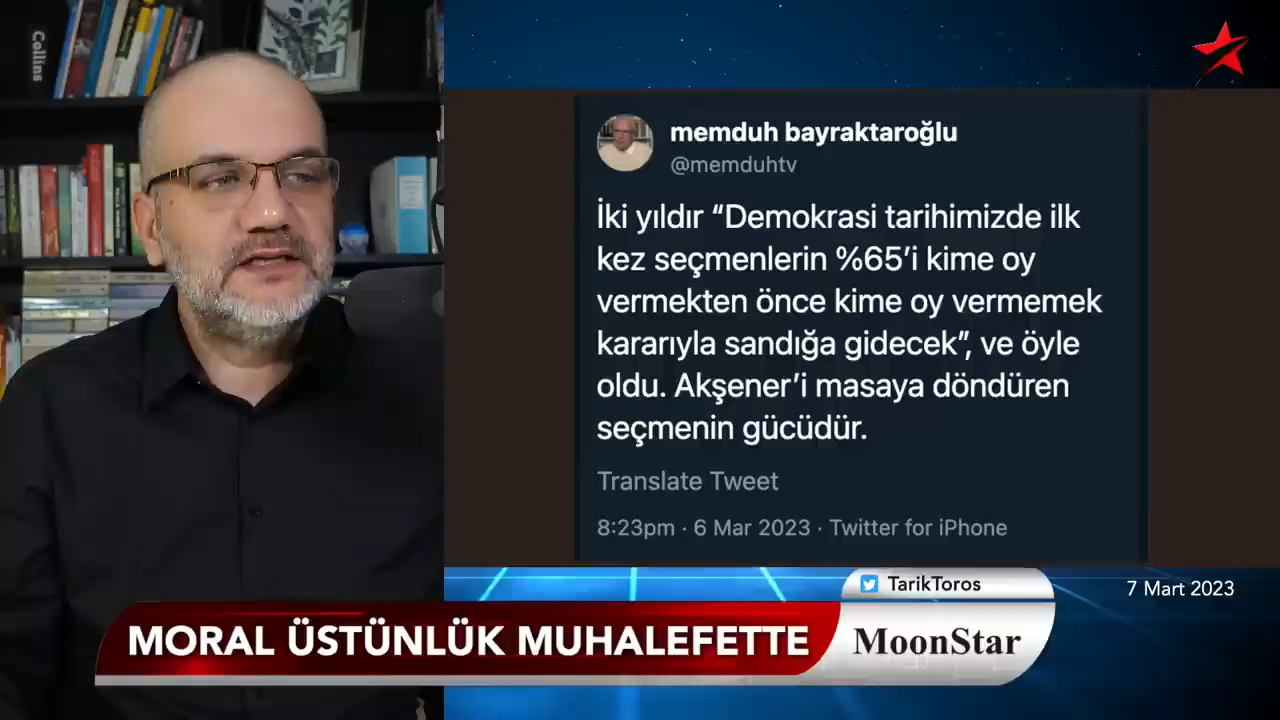 Collins
memduh bayraktaroğlu
@memduhtv
İki yıldır “Demokrasi tarihimizde ilk
kez seçmenlerin %65’i kime oy
vermekten önce kime oy vermemek
kararıyla sandığa gidecek”, ve öyle
oldu. Akşener’i masaya döndüren
seçmenin gücüdür.
Translate Tweet
8:23pm · 6 Mar 2023 · Twitter for iPhone
TarikToros
7 Mart 2023
MORAL ÜSTÜNLÜK MUHALEFETTE
MoonStar